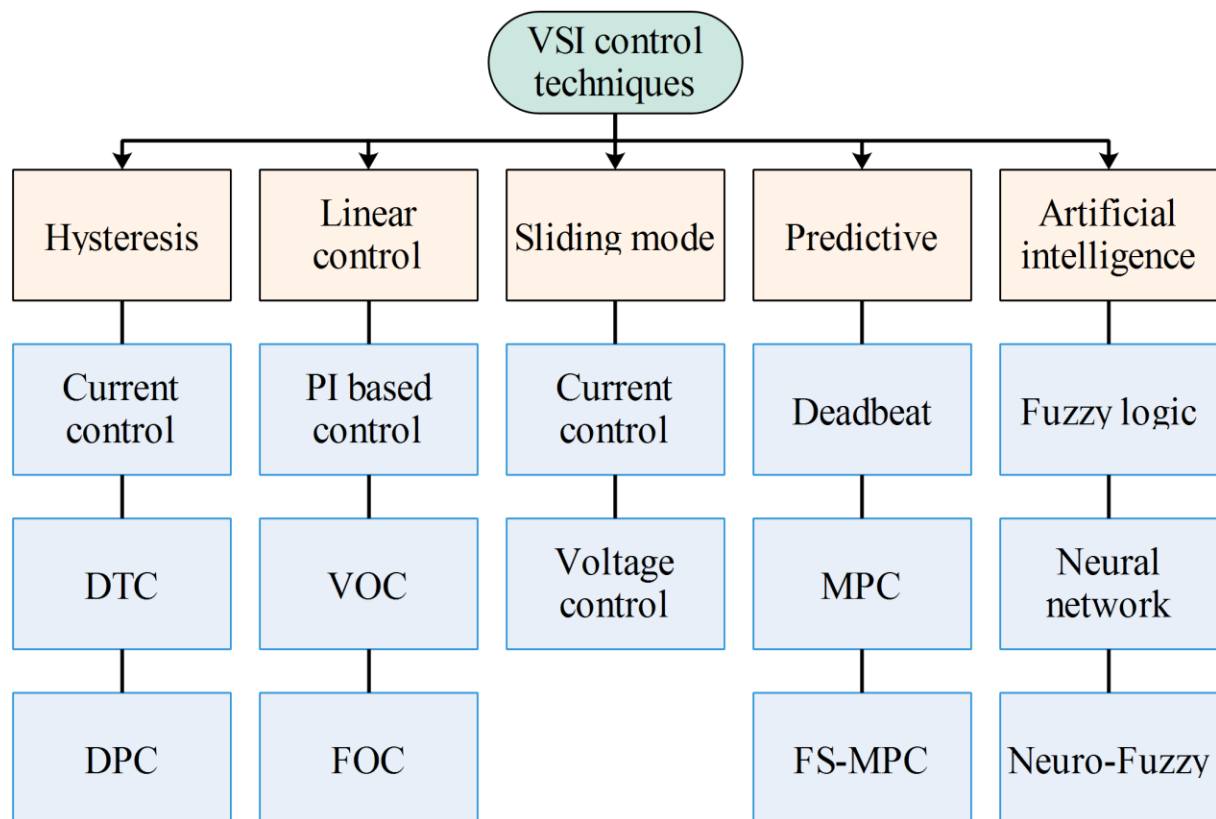 VSI control
techniques
Hysteresis
Linear
control
Sliding mode
Predictive
Artificial
intelligence
Current
control
PI based
control
Current
control
Deadbeat
Fuzzy logic
DTC
VOC
Voltage
control
MPC
Neural
network
DPC
FOC
FS-MPC
Neuro-Fuzzy